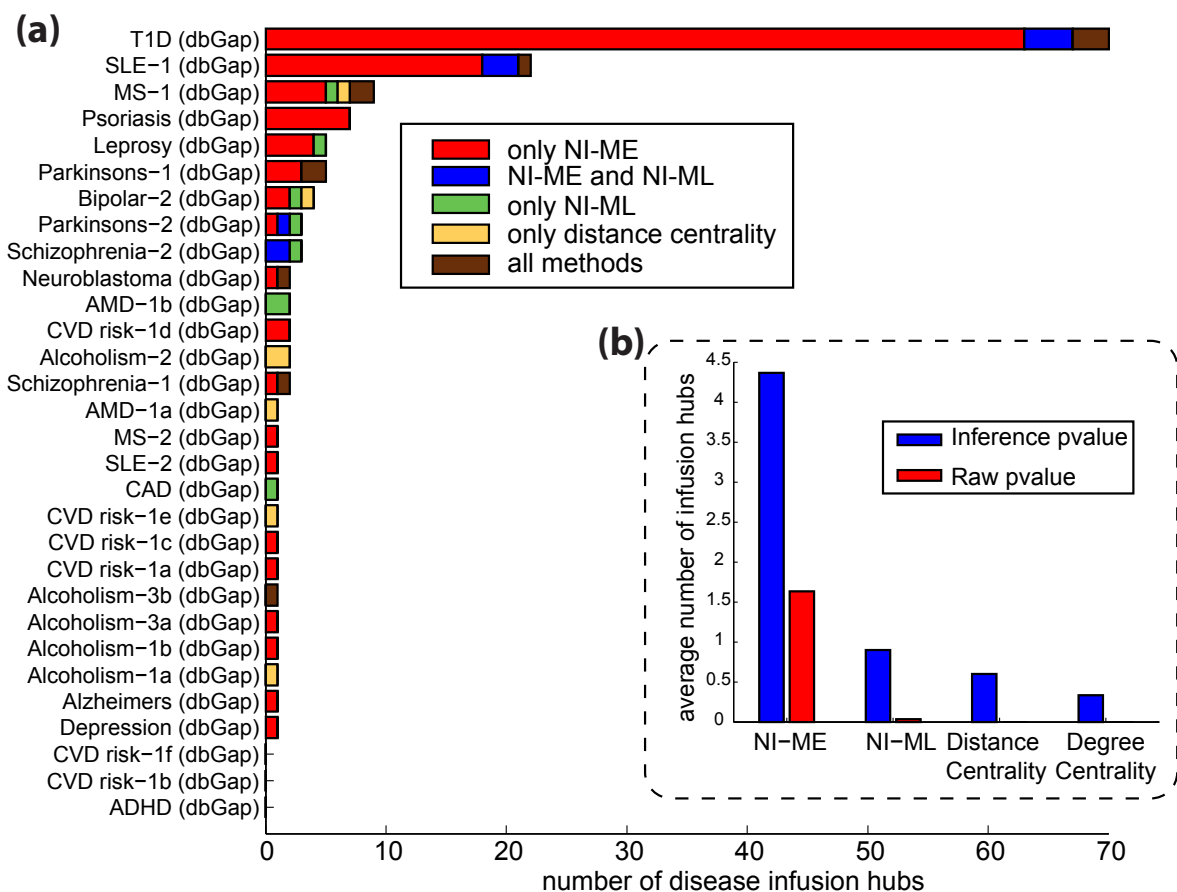 (a)
T1D (dbGap)
SLE−1 (dbGap)
MS−1 (dbGap)
Psoriasis (dbGap)
Leprosy (dbGap)
Parkinsons−1 (dbGap)
Bipolar−2 (dbGap)
Parkinsons−2 (dbGap)
Schizophrenia−2 (dbGap)
Neuroblastoma (dbGap)
AMD−1b (dbGap)
CVD risk−1d (dbGap)
Alcoholism−2 (dbGap)
Schizophrenia−1 (dbGap)
AMD−1a (dbGap)
MS−2 (dbGap)
SLE−2 (dbGap)
CAD (dbGap)
CVD risk−1e (dbGap)
CVD risk−1c (dbGap)
CVD risk−1a (dbGap)
Alcoholism−3b (dbGap)
Alcoholism−3a (dbGap)
Alcoholism−1b (dbGap)
Alcoholism−1a (dbGap)
Alzheimers (dbGap)
Depression (dbGap)
CVD risk−1f (dbGap)
CVD risk−1b (dbGap)
ADHD (dbGap)
0 10 20 30 40 50 60 70
number of disease infusion hubs
only NI-ME
NI-ME and NI-ML
only NI-ML
only distance centrality
all methods
(b)
average number of infusion hubs
4.5
4
3.5
3
2.5
2
1.5
1
0.5
0
Inference pvalue
Raw pvalue
NI−ME NI−ML Distance Degree
Centrality Centrality